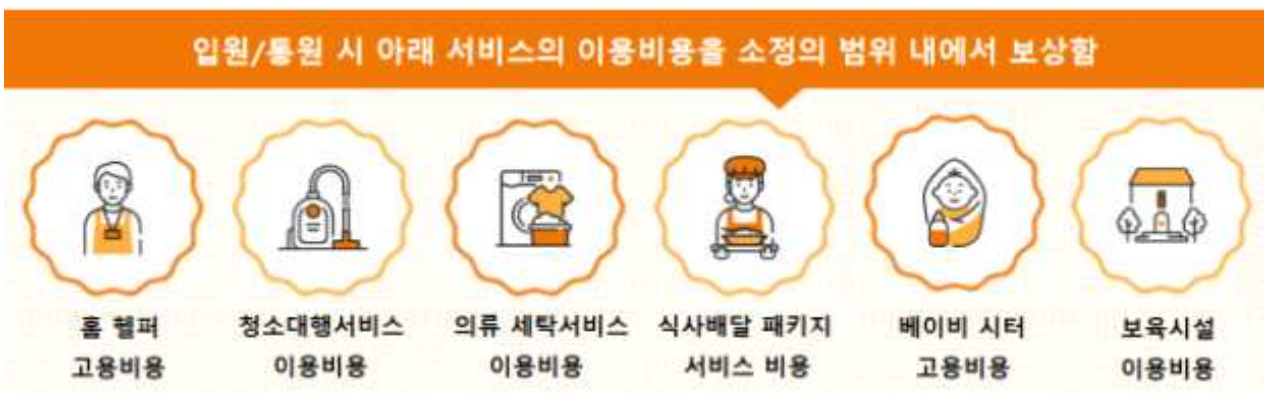 입원/통원 시 아래 서비스의 이용비용을 소정의 범위 내에서 보상함
홈 헬퍼
고용비용
청소대행서비스
이용비용
의류 세탁서비스
이용비용
식사배달 패키지
서비스 비용
베이비 시터
고용비용
보육시설
이용비용